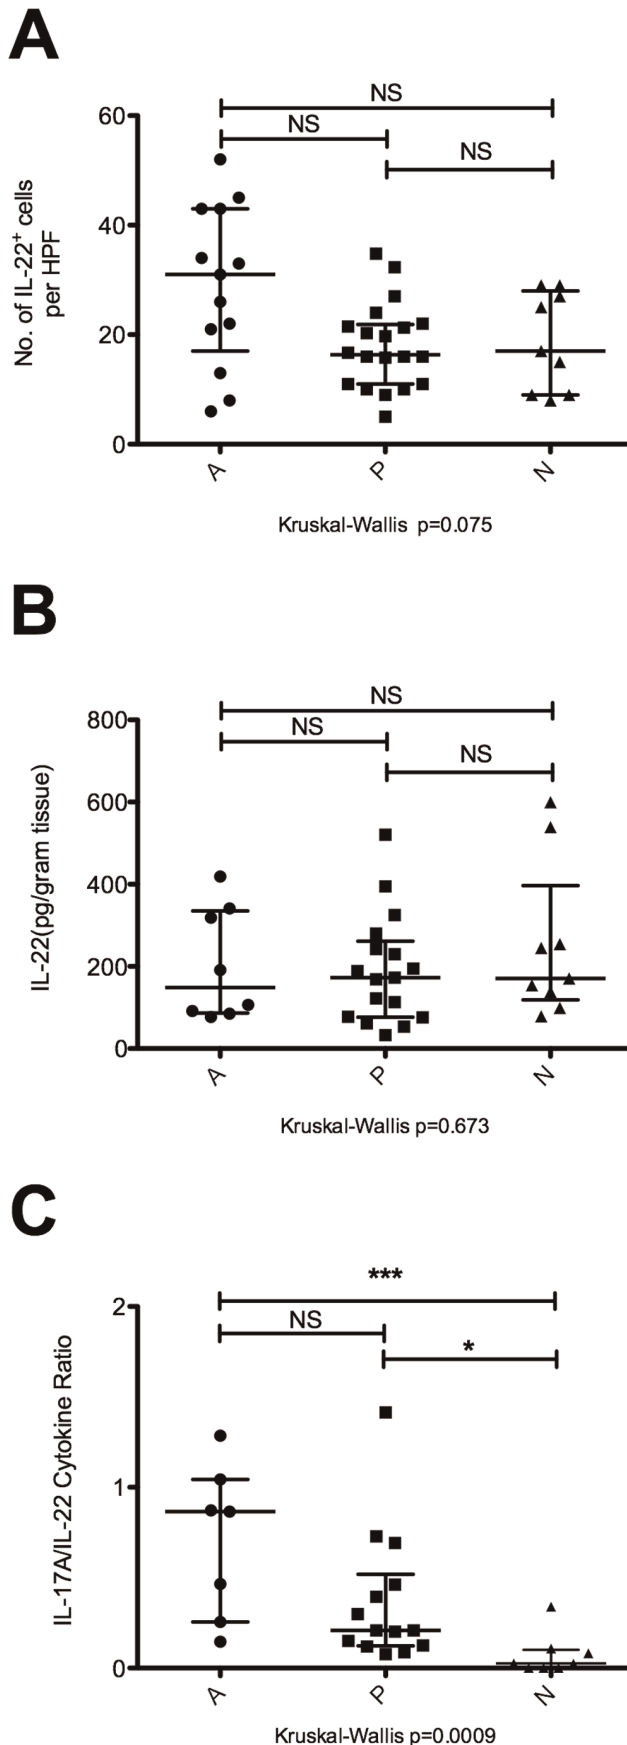 A
NS
NS
NS
60
40
20
0
No. of IL-22+ cells
per HPF
A
P
N
Kruskal-Wallis p=0.075
B
NS
NS
NS
800
600
400
200
0
IL-22(pg/gram tissue)
A
P
N
Kruskal-Wallis p=0.673
C
***
NS
*
2
1
0
IL-17A/IL-22 Cytokine Ratio
A
P
N
Kruskal-Wallis p=0.0009